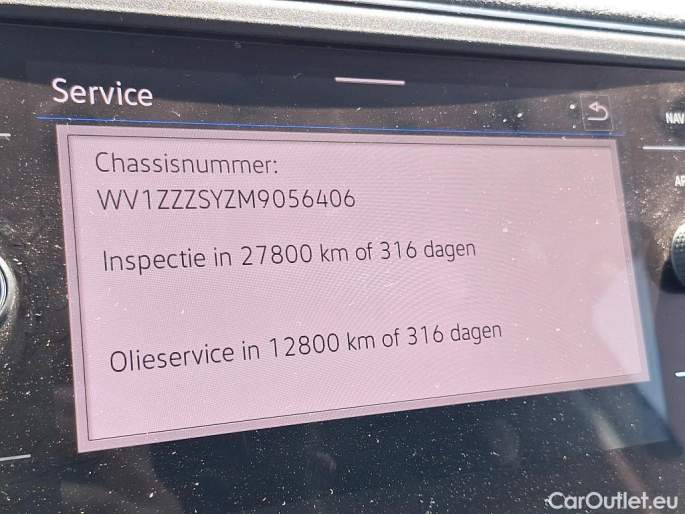 Service
NAV
Chassisnummer:
WV1ZZZSYZM9056406
Inspectie in 27800 km of 316 dagen
Olieservice in 12800 km of 316 dagen
CarOutlet.eu